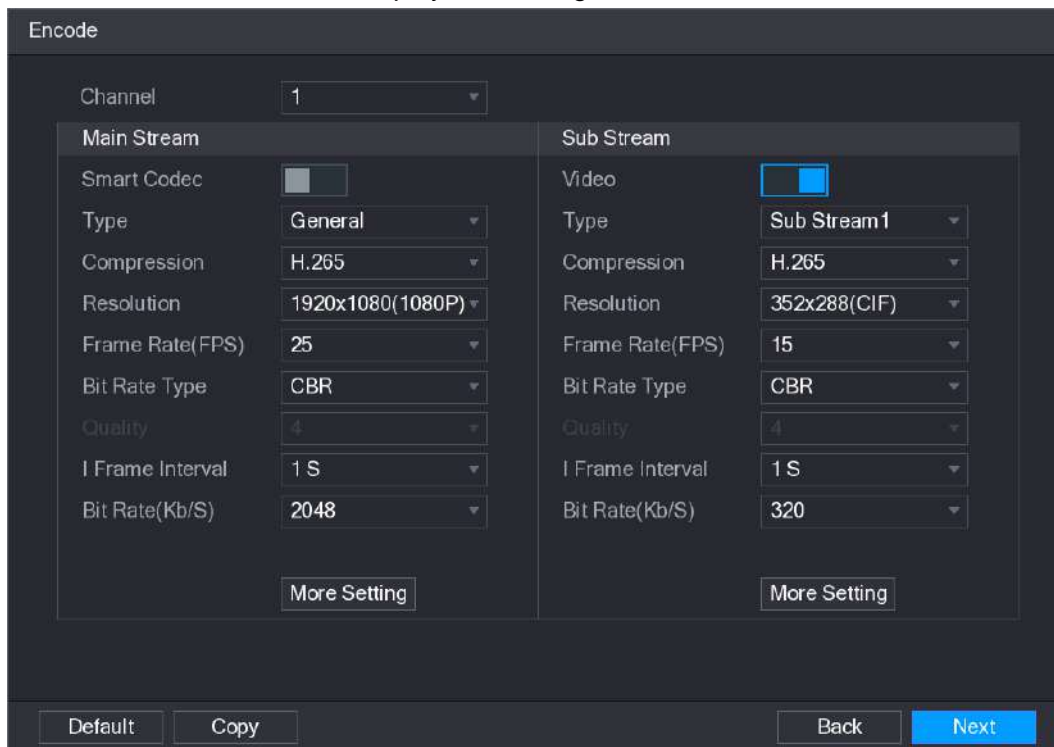 Encode
Channel 1
Main Stream Sub Stream
Smart Codec Video
Type General Type Sub Stream1
Compression H.265 Compression H.265
Resolution 1920x1080(1080P) Resolution 352x288(CIF)
Frame Rate(FPS) 25 Frame Rate(FPS) 15
Bit Rate Type CBR Bit Rate Type CBR
Quality 4 Quality 4
I Frame Interval 1 S I Frame Interval 1 S
Bit Rate(Kb/S) 2048 Bit Rate(Kb/S) 320
More Setting More Setting
Default Copy Back Next